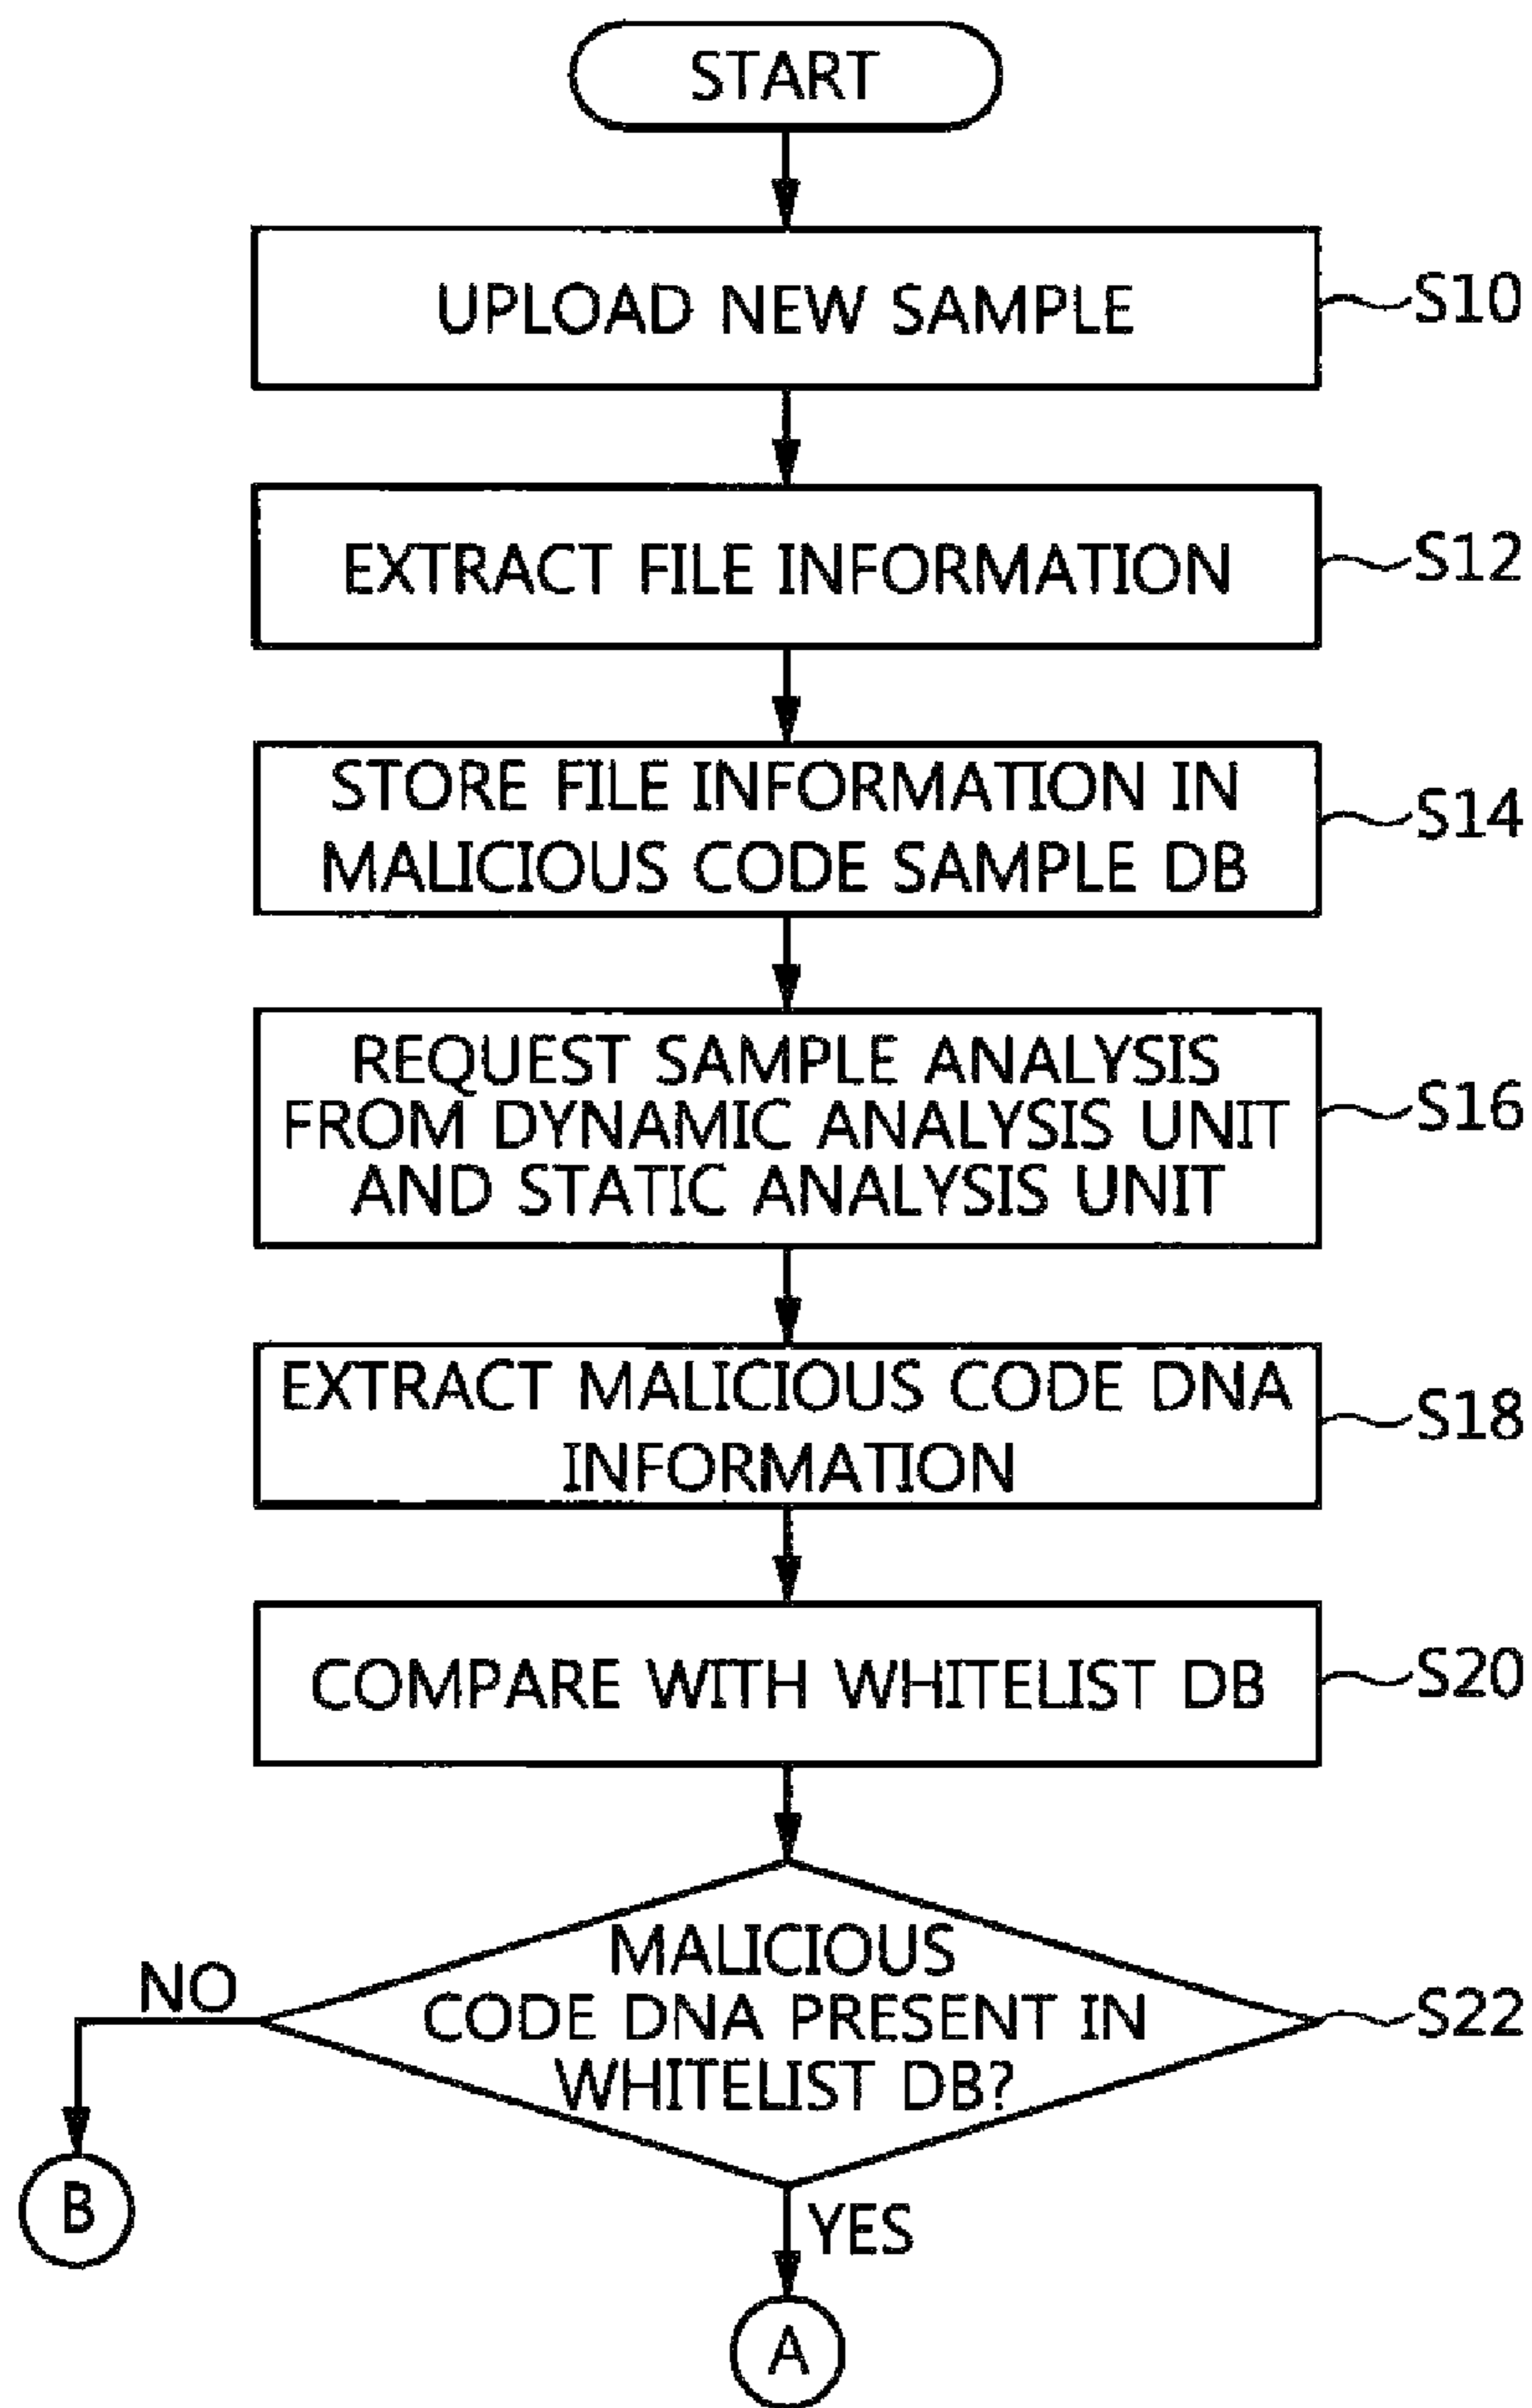 START
UPLOAD NEW SAMPLE
S10
EXTRACT FILE INFORMATION
S12
STORE FILE INFORMATION IN
MALICIOUS CODE SAMPLE DB
S14
REQUEST SAMPLE ANALYSIS
FROM DYNAMIC ANALYSIS UNIT
AND STATIC ANALYSIS UNIT
S16
EXTRACT MALICIOUS CODE DNA
INFORMATION
S18
COMPARE WITH WHITELIST DB
S20
MALICIOUS
CODE DNA PRESENT IN
WHITELIST DB?
S22
NO
B
YES
A